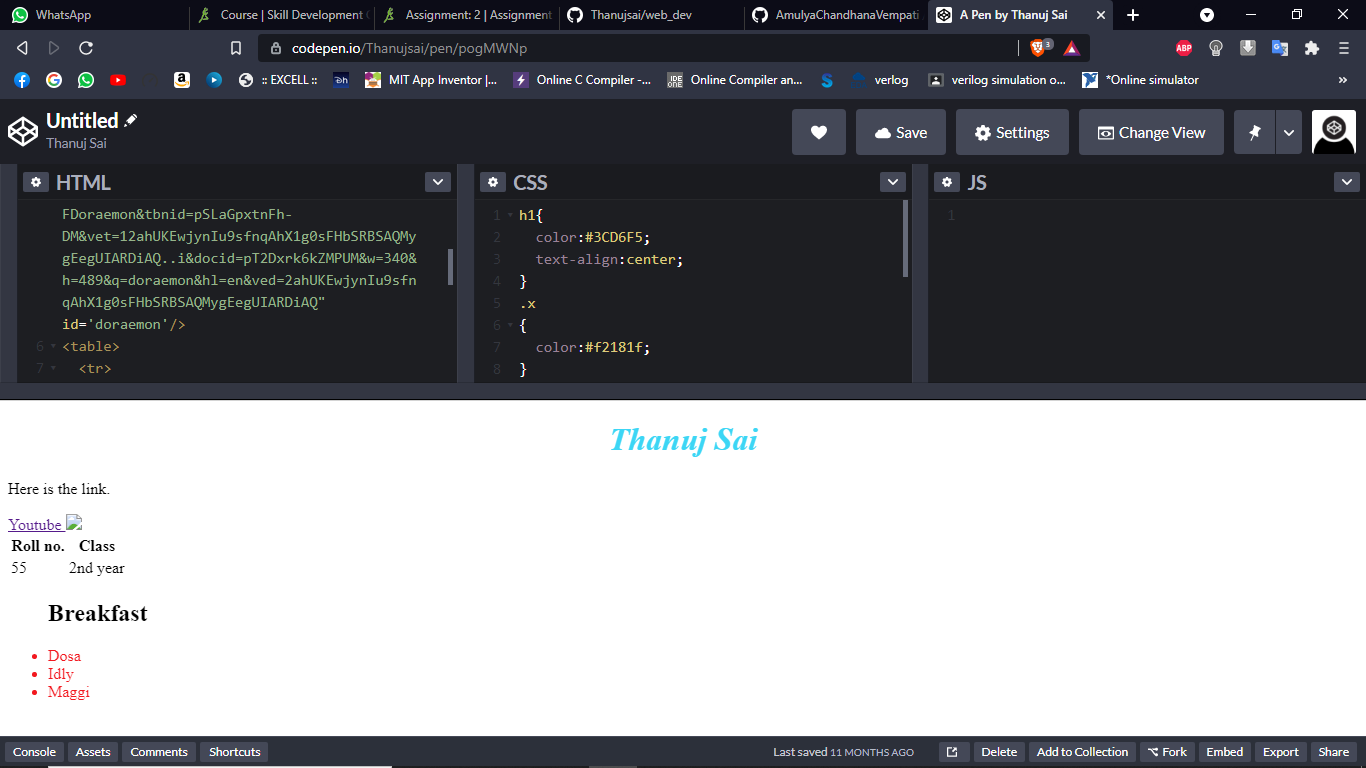 WhatsApp
Course | Skill Development C
Assignment: 2 | Assignment
Thanujsai/web_dev
AmulyaChandhanaVempati
A Pen by Thanuj Sai
codepen.io/Thanujsai/pen/pogMWNp
3
ABP
:: EXCELL ::
MIT App Inventor |...
Online C Compiler -...
Online Compiler an...
verlog
verilog simulation o...
*Online simulator
»
Untitled
Thanuj Sai
Save
Settings
Change View
HTML
FDoraemon&tbnid=pSLaGpxtnFh-
DM&vet=12ahUKEwjynIu9sfnqAhX1g0sFHbSRBSAQMy
gEegUIARDiAQ..i&docid=pT2Dxrk6kZMPUM&w=340&
h=489&q=doraemon&hl=en&ved=2ahUKEwjynIu9sfn
qAhX1g0sFHbSRBSAQMygEegUIARDiAQ"
id='doraemon'/>
6 <table>
7 <tr>
CSS
1 h1{
2 color:#3CD6F5;
3 text-align:center;
4 }
5 .x
6 {
7 color:#f2181f;
8 }
JS
1
Thanuj Sai
Here is the link.
Youtube
Roll no. Class
55 2nd year
Breakfast
Dosa
Idly
Maggi
Console
Assets
Comments
Shortcuts
Last saved 11 MONTHS AGO
Delete
Add to Collection
Fork
Embed
Export
Share